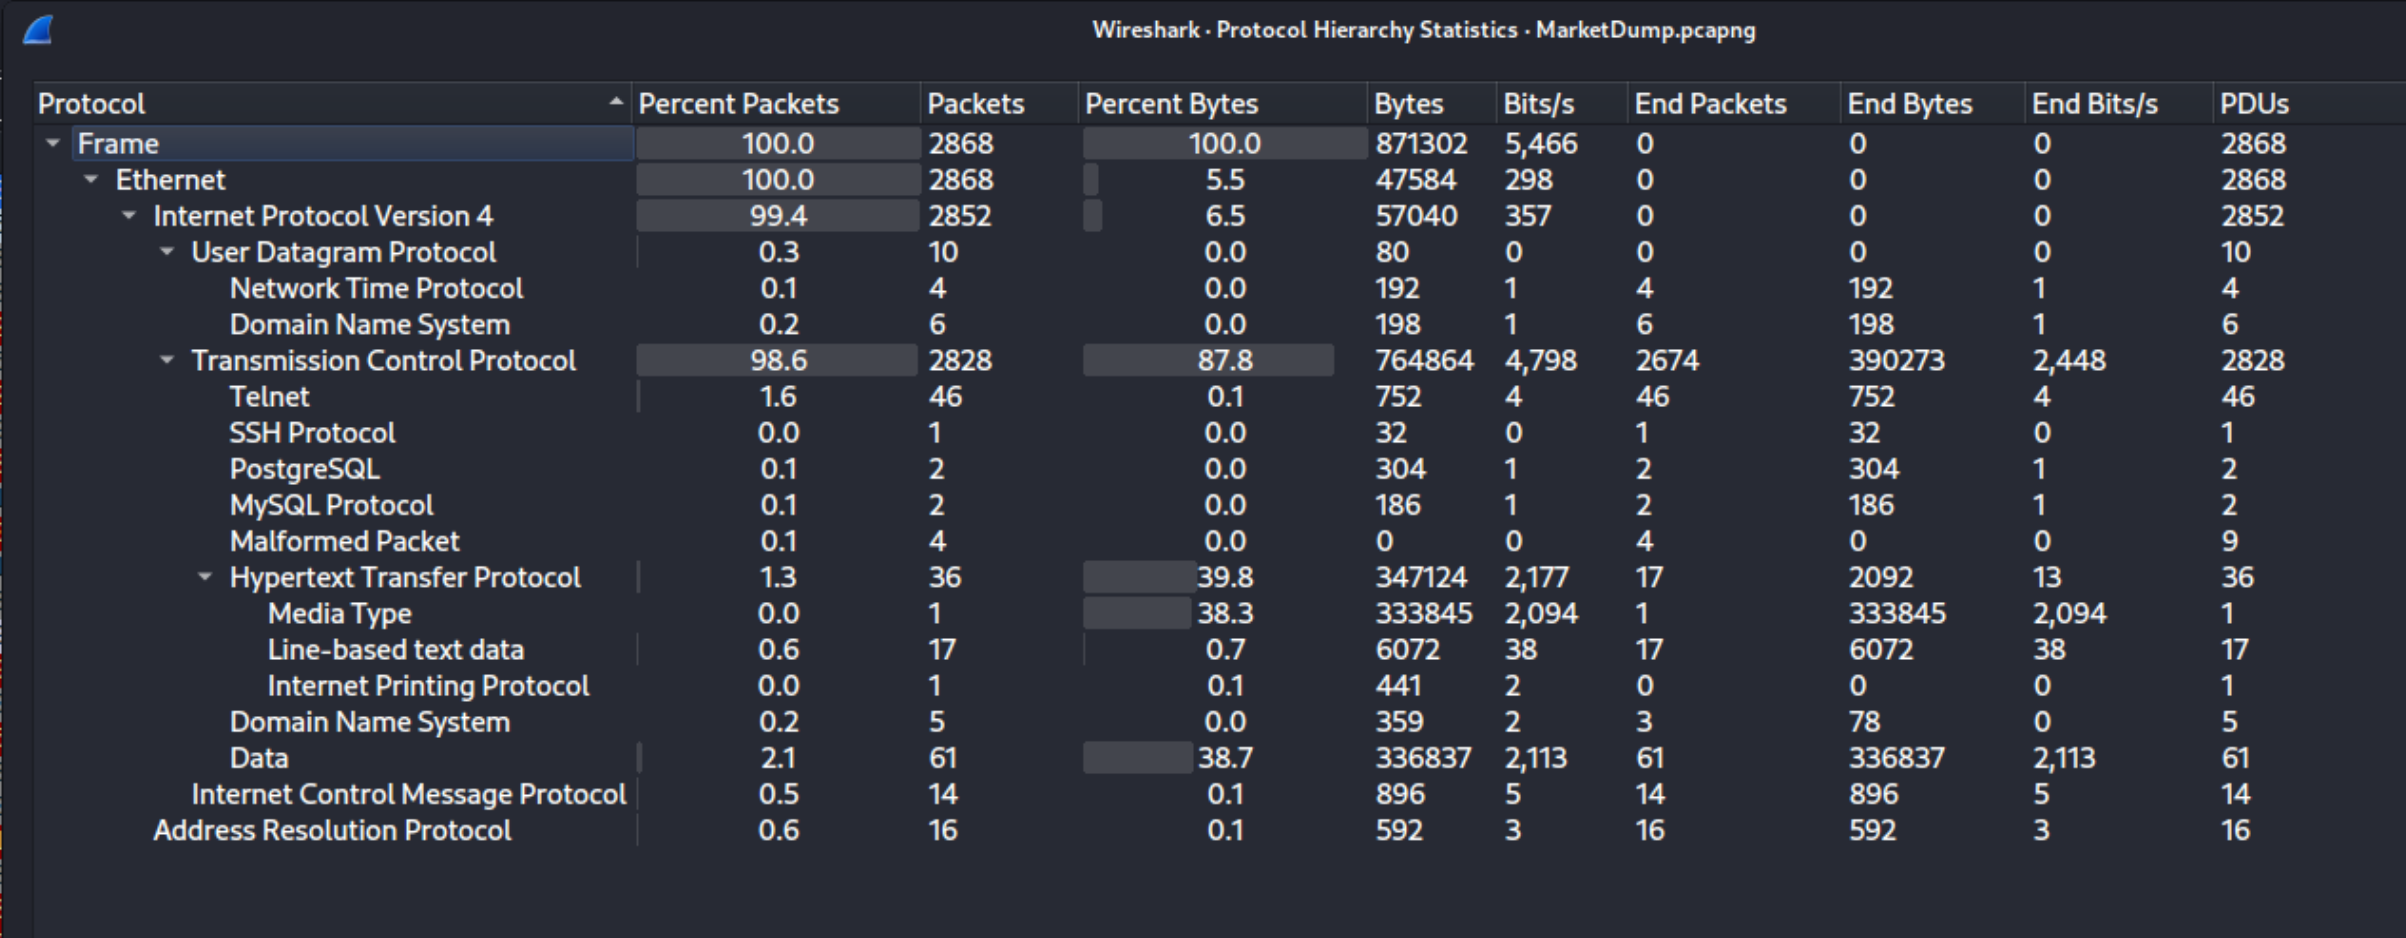 Wireshark · Protocol Hierarchy Statistics · MarketDump.pcapng
Protocol Percent Packets Packets Percent Bytes Bytes Bits/s End Packets End Bytes End Bits/s PDUs
Frame 100.0 2868 100.0 871302 5,466 0 0 0 2868
Ethernet 100.0 2868 5.5 47584 298 0 0 0 2868
Internet Protocol Version 4 99.4 2852 6.5 57040 357 0 0 0 2852
User Datagram Protocol 0.3 10 0.0 80 0 0 0 0 10
Network Time Protocol 0.1 4 0.0 192 1 4 192 1 4
Domain Name System 0.2 6 0.0 198 1 6 198 1 6
Transmission Control Protocol 98.6 2828 87.8 764864 4,798 2674 390273 2,448 2828
Telnet 1.6 46 0.1 752 4 46 752 4 46
SSH Protocol 0.0 1 0.0 32 0 1 32 0 1
PostgreSQL 0.1 2 0.0 304 1 2 304 1 2
MySQL Protocol 0.1 2 0.0 186 1 2 186 1 2
Malformed Packet 0.1 4 0.0 0 0 4 0 0 9
Hypertext Transfer Protocol 1.3 36 39.8 347124 2,177 17 2092 13 36
Media Type 0.0 1 38.3 333845 2,094 1 333845 2,094 1
Line-based text data 0.6 17 0.7 6072 38 17 6072 38 17
Internet Printing Protocol 0.0 1 0.1 441 2 0 0 0 1
Domain Name System 0.2 5 0.0 359 2 3 78 0 5
Data 2.1 61 38.7 336837 2,113 61 336837 2,113 61
Internet Control Message Protocol 0.5 14 0.1 896 5 14 896 5 14
Address Resolution Protocol 0.6 16 0.1 592 3 16 592 3 16